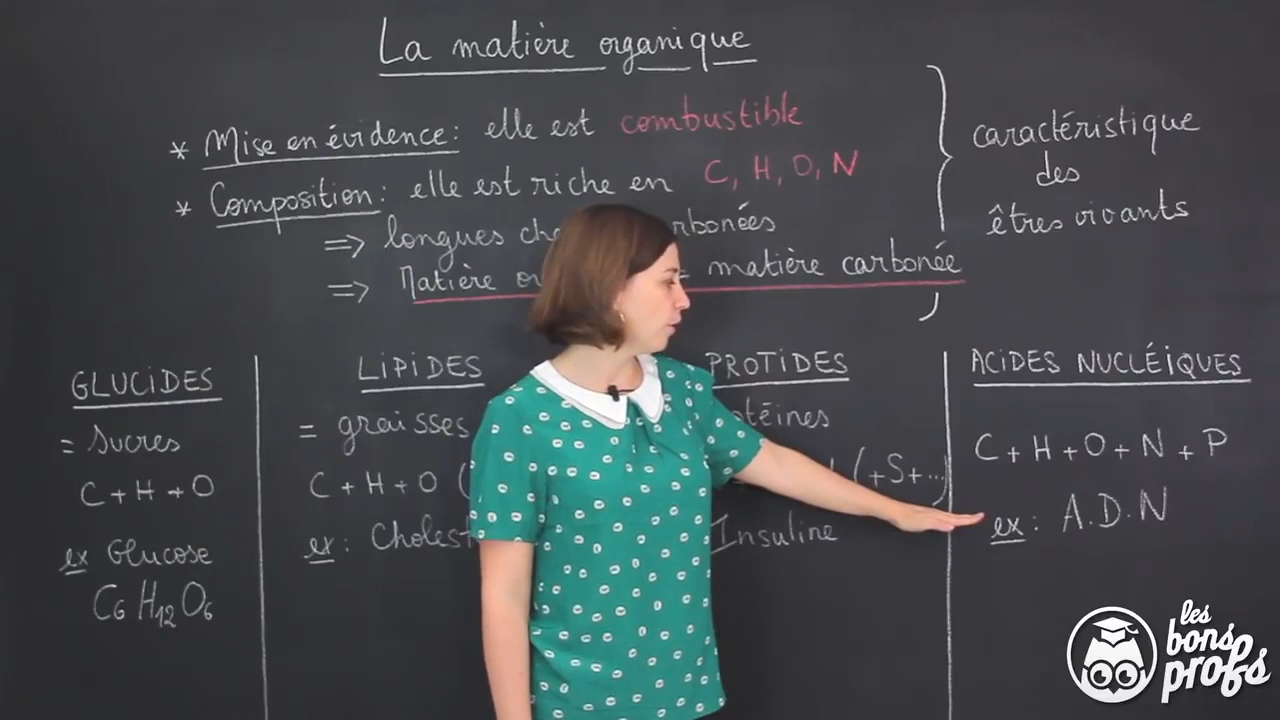 La matière organique
* Mise en évidence : elle est combustible
* Composition : elle est riche en C, H, O, N
=> longues ch rbonées
=> Matière o = matière carbonée
caractéristique
des
êtres vivants
GLUCIDES
= Sucres
C + H + O
ex Glucose
C6 H12 O6
LIPIDES
= graisses
C + H + O (
ex : Cholest
PROTIDES
otéines
(+S+...)
Insuline
ACIDES NUCLÉIQUES
C + H + O + N + P
ex : A.D.N
les
bons
profs